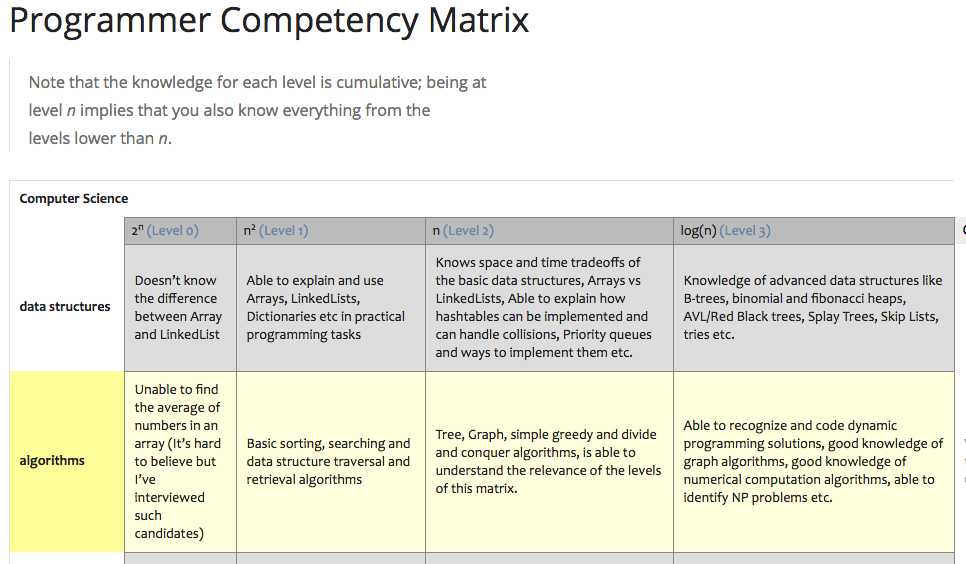 Programmer Competency Matrix
Note that the knowledge for each level is cumulative; being at
level n implies that you also know everything from the
levels lower than n.
Computer Science
2ⁿ (Level 0)
n² (Level 1)
n (Level 2)
log(n) (Level 3)
data structures
Doesn't know
the difference
between Array
and LinkedList
Able to explain and use
Arrays, LinkedLists,
Dictionaries etc in practical
programming tasks
Knows space and time tradeoffs of
the basic data structures, Arrays vs
LinkedLists, Able to explain how
hashtables can be implemented and
can handle collisions, Priority queues
and ways to implement them etc.
Knowledge of advanced data structures like
B-trees, binomial and fibonacci heaps,
AVL/Red Black trees, Splay Trees, Skip Lists,
tries etc.
algorithms
Unable to find
the average of
numbers in an
array (It's hard
to believe but
I've
interviewed
such
candidates)
Basic sorting, searching and
data structure traversal and
retrieval algorithms
Tree, Graph, simple greedy and divide
and conquer algorithms, is able to
understand the relevance of the levels
of this matrix.
Able to recognize and code dynamic
programming solutions, good knowledge of
graph algorithms, good knowledge of
numerical computation algorithms, able to
identify NP problems etc.